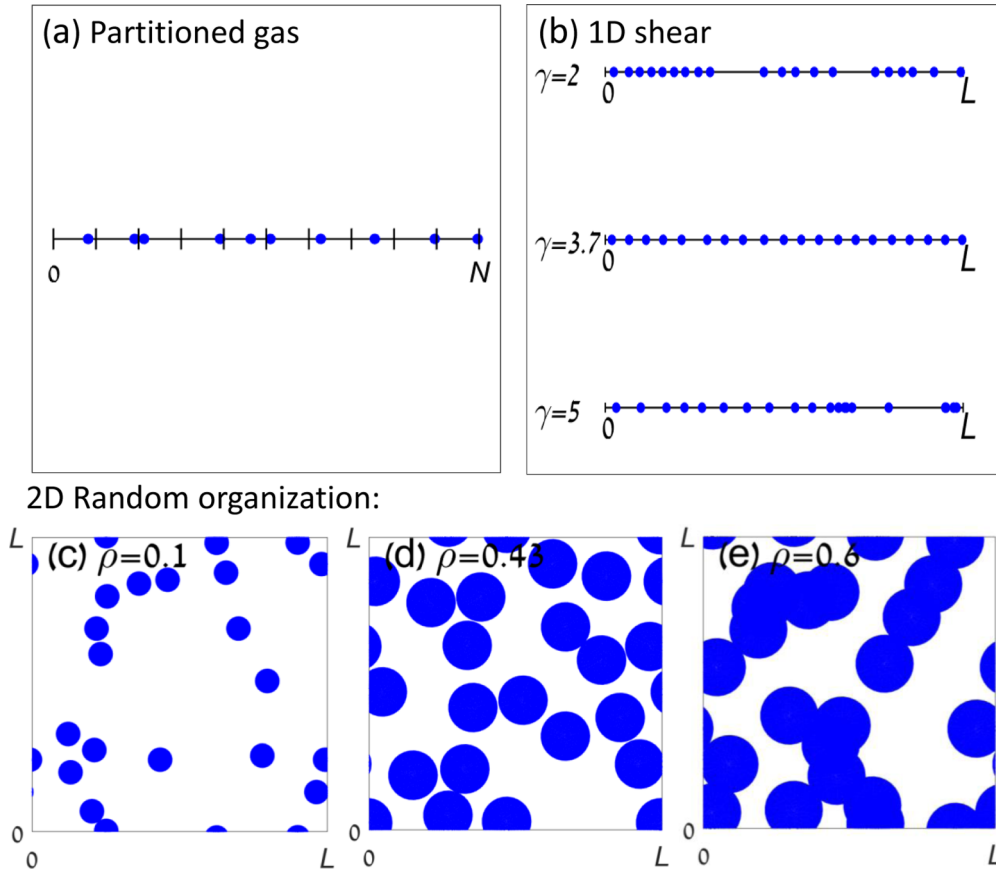 (a) Partitioned gas
0
N
(b) 1D shear
γ=2
0
L
γ=3.7
0
L
γ=5
0
L
2D Random organization:
L
(c) ρ=0.1
(d) ρ=0.43
(e) ρ=0.6
0
0
L
0
L
0
L